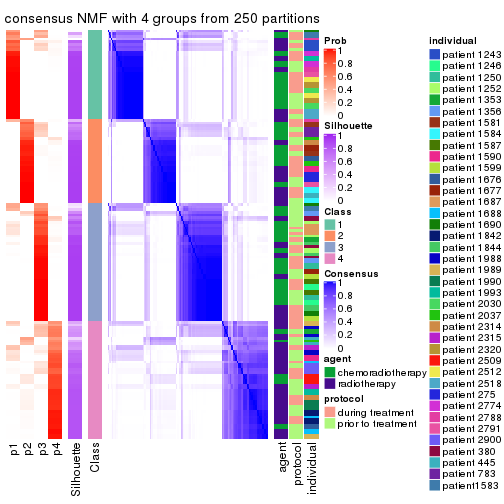 consensus NMF with 4 groups from 250 partitions
Prob
1
0.8
0.6
0.4
0.2
0
Silhouette
1
0.8
0.6
0.4
0.2
0
Class
1
2
3
4
Consensus
1
0.8
0.6
0.4
0.2
0
agent
chemoradiotherapy
radiotherapy
protocol
during treatment
prior to treatment
individual
patient 1243
patient 1246
patient 1250
patient 1252
patient 1353
patient 1356
patient 1581
patient 1584
patient 1587
patient 1590
patient 1599
patient 1676
patient 1677
patient 1687
patient 1688
patient 1690
patient 1842
patient 1844
patient 1988
patient 1989
patient 1990
patient 1993
patient 2030
patient 2037
patient 2314
patient 2315
patient 2320
patient 2509
patient 2512
patient 2518
patient 275
patient 2774
patient 2788
patient 2791
patient 2900
patient 380
patient 445
patient 783
patient1583
p1
p2
p3
p4
Silhouette
Class
agent
protocol
individual